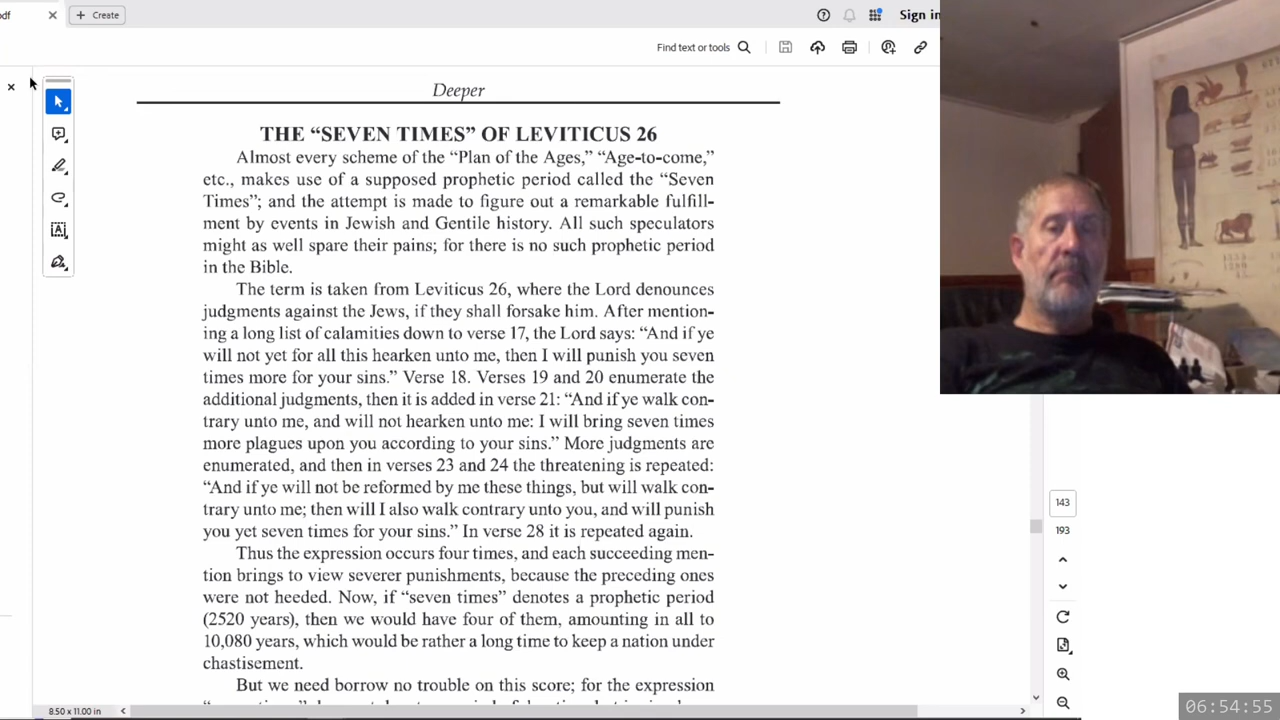 df
Create
Sign in
Find text or tools
Deeper
THE “SEVEN TIMES” OF LEVITICUS 26
Almost every scheme of the “Plan of the Ages,” “Age-to-come,”
etc., makes use of a supposed prophetic period called the “Seven
Times”; and the attempt is made to figure out a remarkable fulfill-
ment by events in Jewish and Gentile history. All such speculators
might as well spare their pains; for there is no such prophetic period
in the Bible.
The term is taken from Leviticus 26, where the Lord denounces
judgments against the Jews, if they shall forsake him. After mention-
ing a long list of calamities down to verse 17, the Lord says: “And if ye
will not yet for all this hearken unto me, then I will punish you seven
times more for your sins.” Verse 18. Verses 19 and 20 enumerate the
additional judgments, then it is added in verse 21: “And if ye walk con-
trary unto me, and will not hearken unto me: I will bring seven times
more plagues upon you according to your sins.” More judgments are
enumerated, and then in verses 23 and 24 the threatening is repeated:
“And if ye will not be reformed by me these things, but will walk con-
trary unto me; then will I also walk contrary unto you, and will punish
you yet seven times for your sins.” In verse 28 it is repeated again.
Thus the expression occurs four times, and each succeeding men-
tion brings to view severer punishments, because the preceding ones
were not heeded. Now, if “seven times” denotes a prophetic period
(2520 years), then we would have four of them, amounting in all to
10,080 years, which would be rather a long time to keep a nation under
chastisement.
But we need borrow no trouble on this score; for the expression
143
193
8.50 x 11.00 in
06:54:55